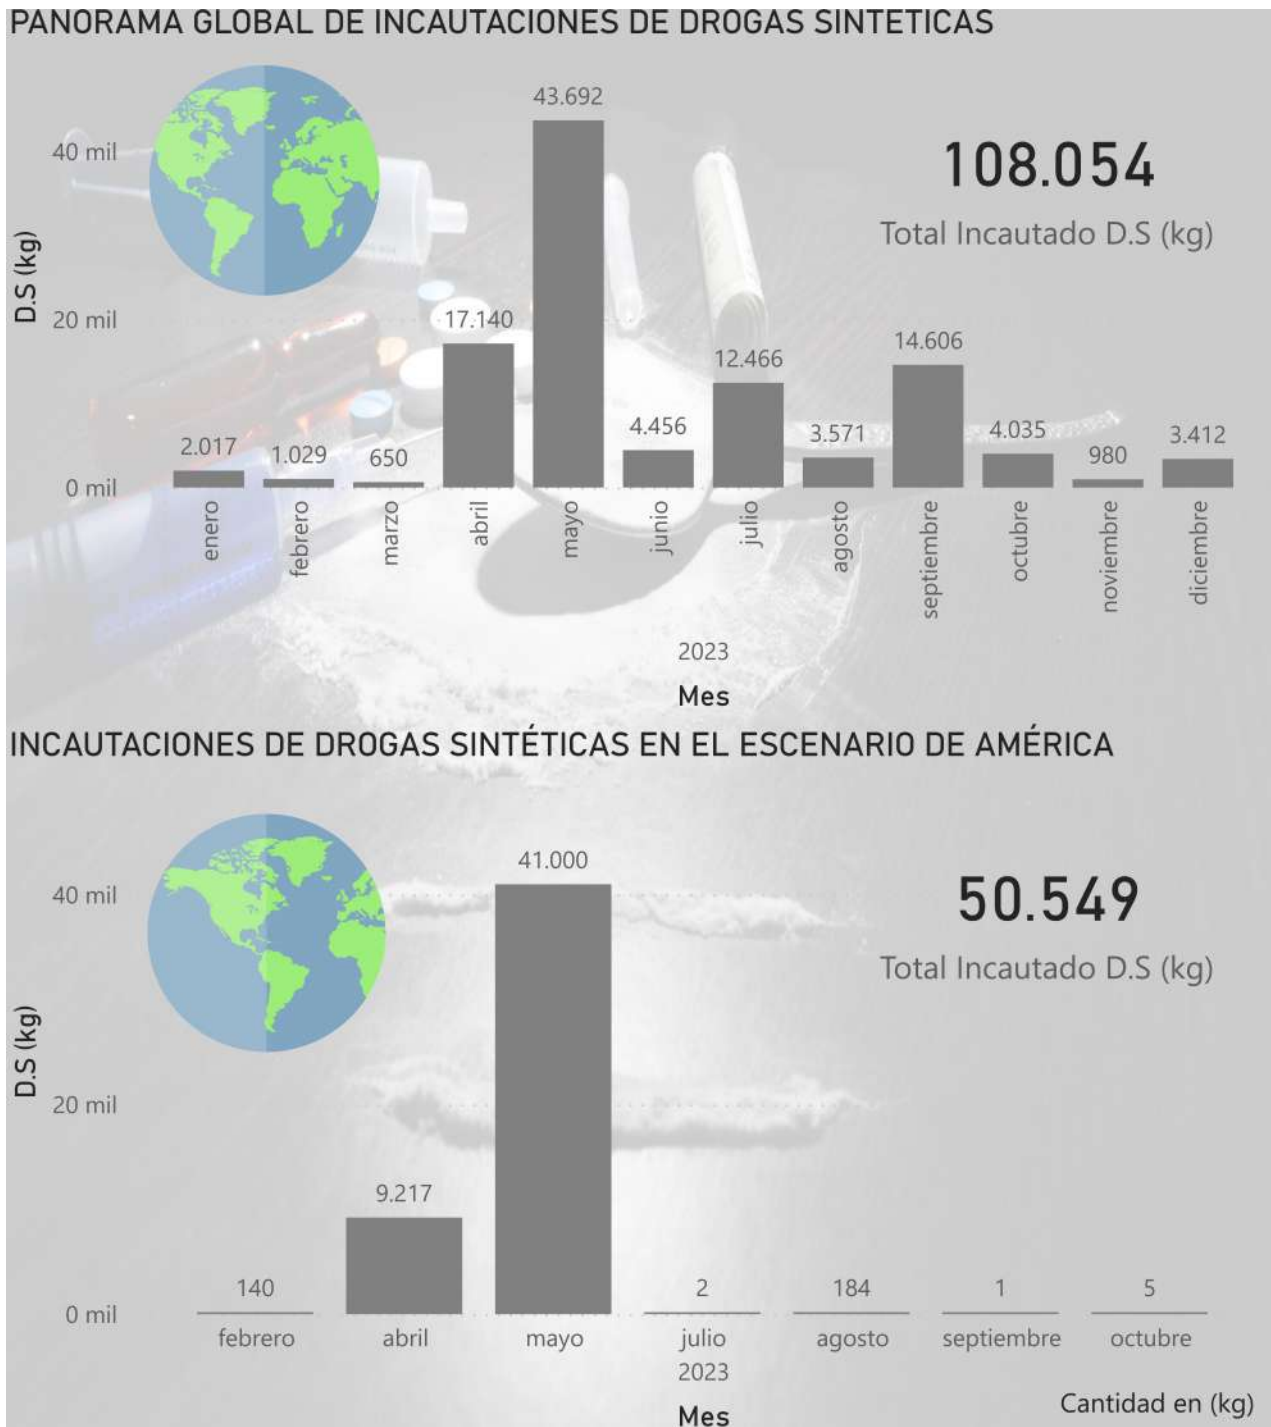 PANORAMA GLOBAL DE INCAUTACIONES DE DROGAS SINTETICAS
43.692
40 mil
108.054
Total Incautado D.S (kg)
D.S (kg)
20 mil
17.140
14.606
12.466
2.017
1.029
650
4.456
3.571
4.035
980
3.412
0 mil
enero
febrero
marzo
abril
mayo
junio
julio
agosto
septiembre
octubre
noviembre
diciembre
2023
Mes
INCAUTACIONES DE DROGAS SINTÉTICAS EN EL ESCENARIO DE AMÉRICA
41.000
40 mil
50.549
Total Incautado D.S (kg)
D.S (kg)
20 mil
9.217
140
2
184
1
5
0 mil
febrero
abril
mayo
julio
agosto
septiembre
octubre
2023
Mes
Cantidad en (kg)